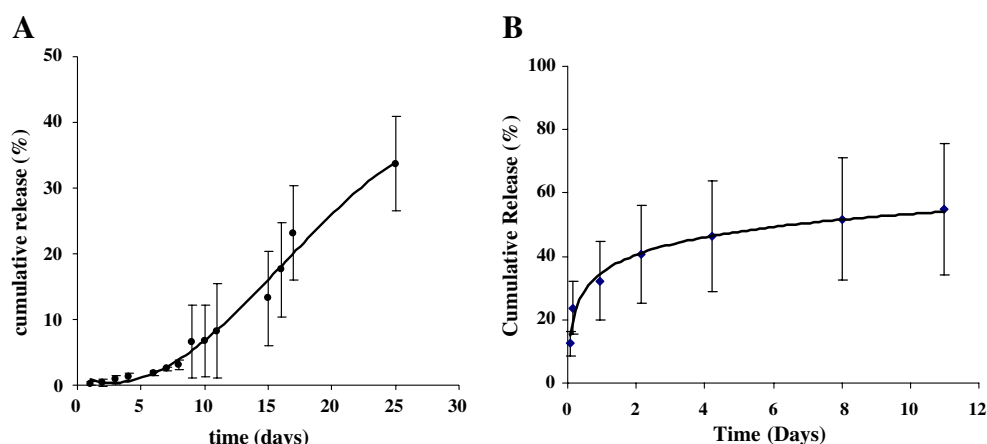 A
50
40
30
20
10
0
cumulative release (%)
0 5 10 15 20 25 30
time (days)
B
100
80
60
40
20
0
Cumulative Release (%)
0 2 4 6 8 10 12
Time (Days)